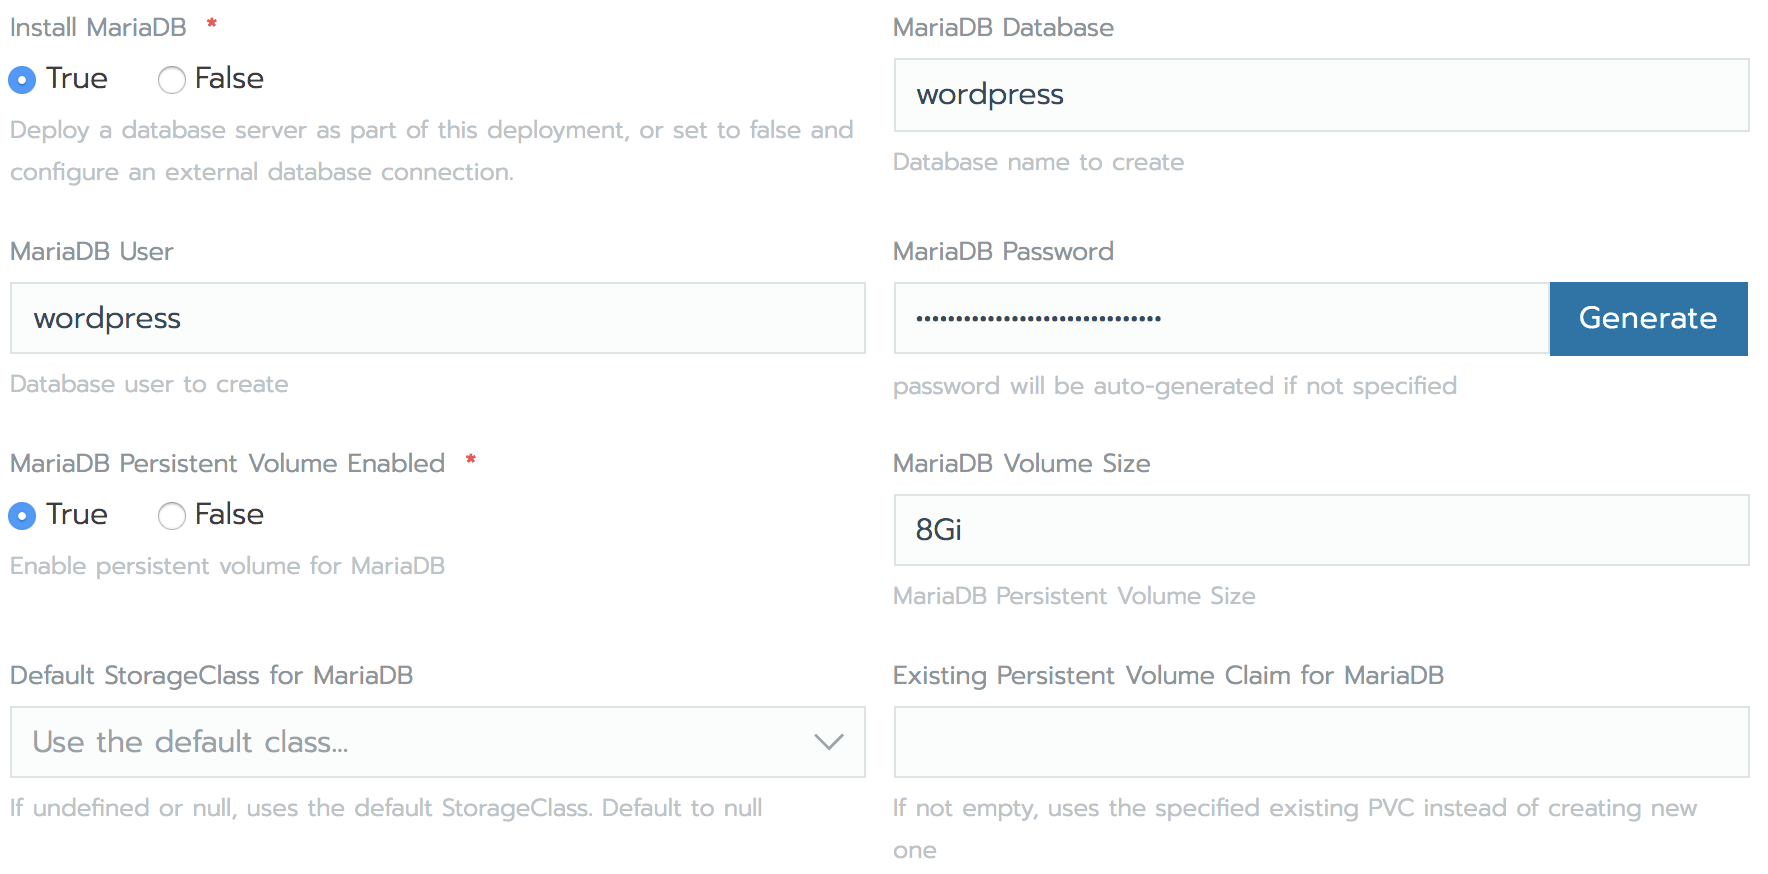 Install MariaDB *
True False
Deploy a database server as part of this deployment, or set to false and
configure an external database connection.
MariaDB Database
wordpress
Database name to create
MariaDB User
wordpress
Database user to create
MariaDB Password
•••••••••••••••••••••••••••••••
Generate
password will be auto-generated if not specified
MariaDB Persistent Volume Enabled *
True False
Enable persistent volume for MariaDB
MariaDB Volume Size
8Gi
MariaDB Persistent Volume Size
Default StorageClass for MariaDB
Use the default class...
If undefined or null, uses the default StorageClass. Default to null
Existing Persistent Volume Claim for MariaDB
If not empty, uses the specified existing PVC instead of creating new
one